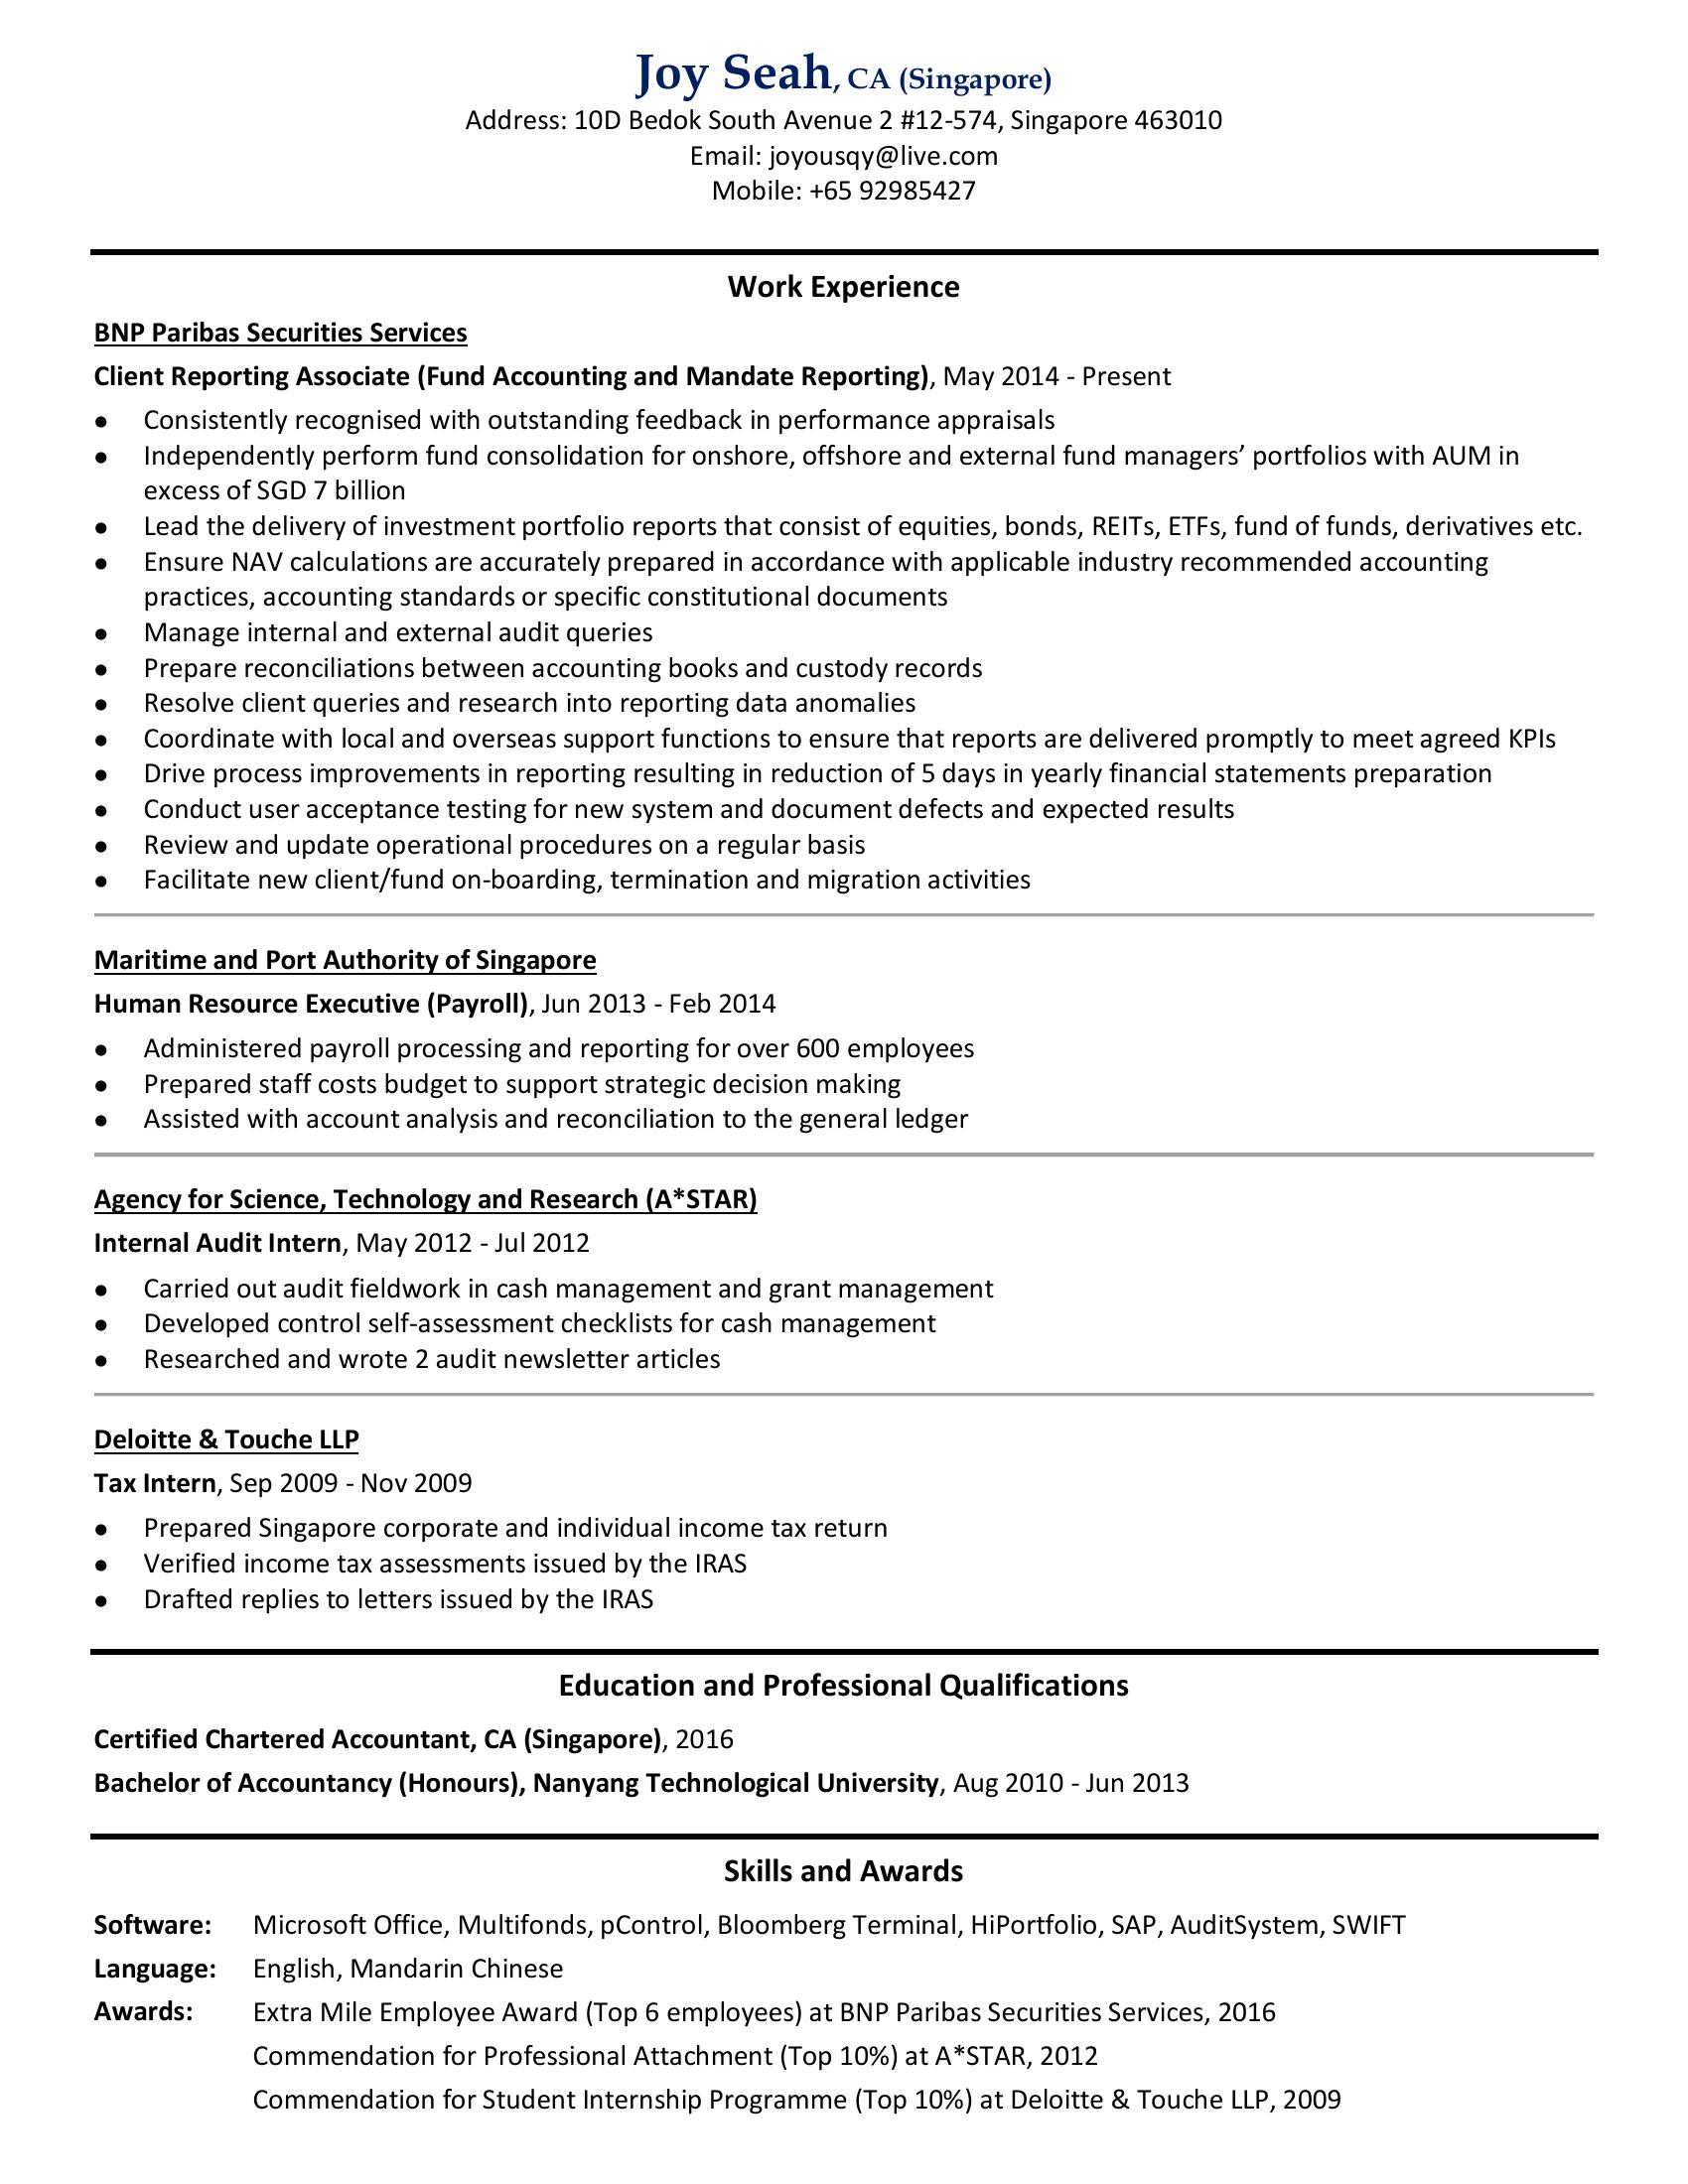 Joy Seah, CA (Singapore)
Address: 10D Bedok South Avenue 2 #12-574, Singapore 463010
Email: joyousqy@live.com
Mobile: +65 92985427
Work Experience
BNP Paribas Securities Services
Client Reporting Associate (Fund Accounting and Mandate Reporting), May 2014 - Present
● Consistently recognised with outstanding feedback in performance appraisals
● Independently perform fund consolidation for onshore, offshore and external fund managers’ portfolios with AUM in
excess of SGD 7 billion
● Lead the delivery of investment portfolio reports that consist of equities, bonds, REITs, ETFs, fund of funds, derivatives etc.
● Ensure NAV calculations are accurately prepared in accordance with applicable industry recommended accounting
practices, accounting standards or specific constitutional documents
● Manage internal and external audit queries
● Prepare reconciliations between accounting books and custody records
● Resolve client queries and research into reporting data anomalies
● Coordinate with local and overseas support functions to ensure that reports are delivered promptly to meet agreed KPIs
● Drive process improvements in reporting resulting in reduction of 5 days in yearly financial statements preparation
● Conduct user acceptance testing for new system and document defects and expected results
● Review and update operational procedures on a regular basis
● Facilitate new client/fund on-boarding, termination and migration activities
Maritime and Port Authority of Singapore
Human Resource Executive (Payroll), Jun 2013 - Feb 2014
● Administered payroll processing and reporting for over 600 employees
● Prepared staff costs budget to support strategic decision making
● Assisted with account analysis and reconciliation to the general ledger
Agency for Science, Technology and Research (A*STAR)
Internal Audit Intern, May 2012 - Jul 2012
● Carried out audit fieldwork in cash management and grant management
● Developed control self-assessment checklists for cash management
● Researched and wrote 2 audit newsletter articles
Deloitte & Touche LLP
Tax Intern, Sep 2009 - Nov 2009
● Prepared Singapore corporate and individual income tax return
● Verified income tax assessments issued by the IRAS
● Drafted replies to letters issued by the IRAS
Education and Professional Qualifications
Certified Chartered Accountant, CA (Singapore), 2016
Bachelor of Accountancy (Honours), Nanyang Technological University, Aug 2010 - Jun 2013
Skills and Awards
Software: Microsoft Office, Multifonds, pControl, Bloomberg Terminal, HiPortfolio, SAP, AuditSystem, SWIFT
Language: English, Mandarin Chinese
Awards: Extra Mile Employee Award (Top 6 employees) at BNP Paribas Securities Services, 2016
Commendation for Professional Attachment (Top 10%) at A*STAR, 2012
Commendation for Student Internship Programme (Top 10%) at Deloitte & Touche LLP, 2009